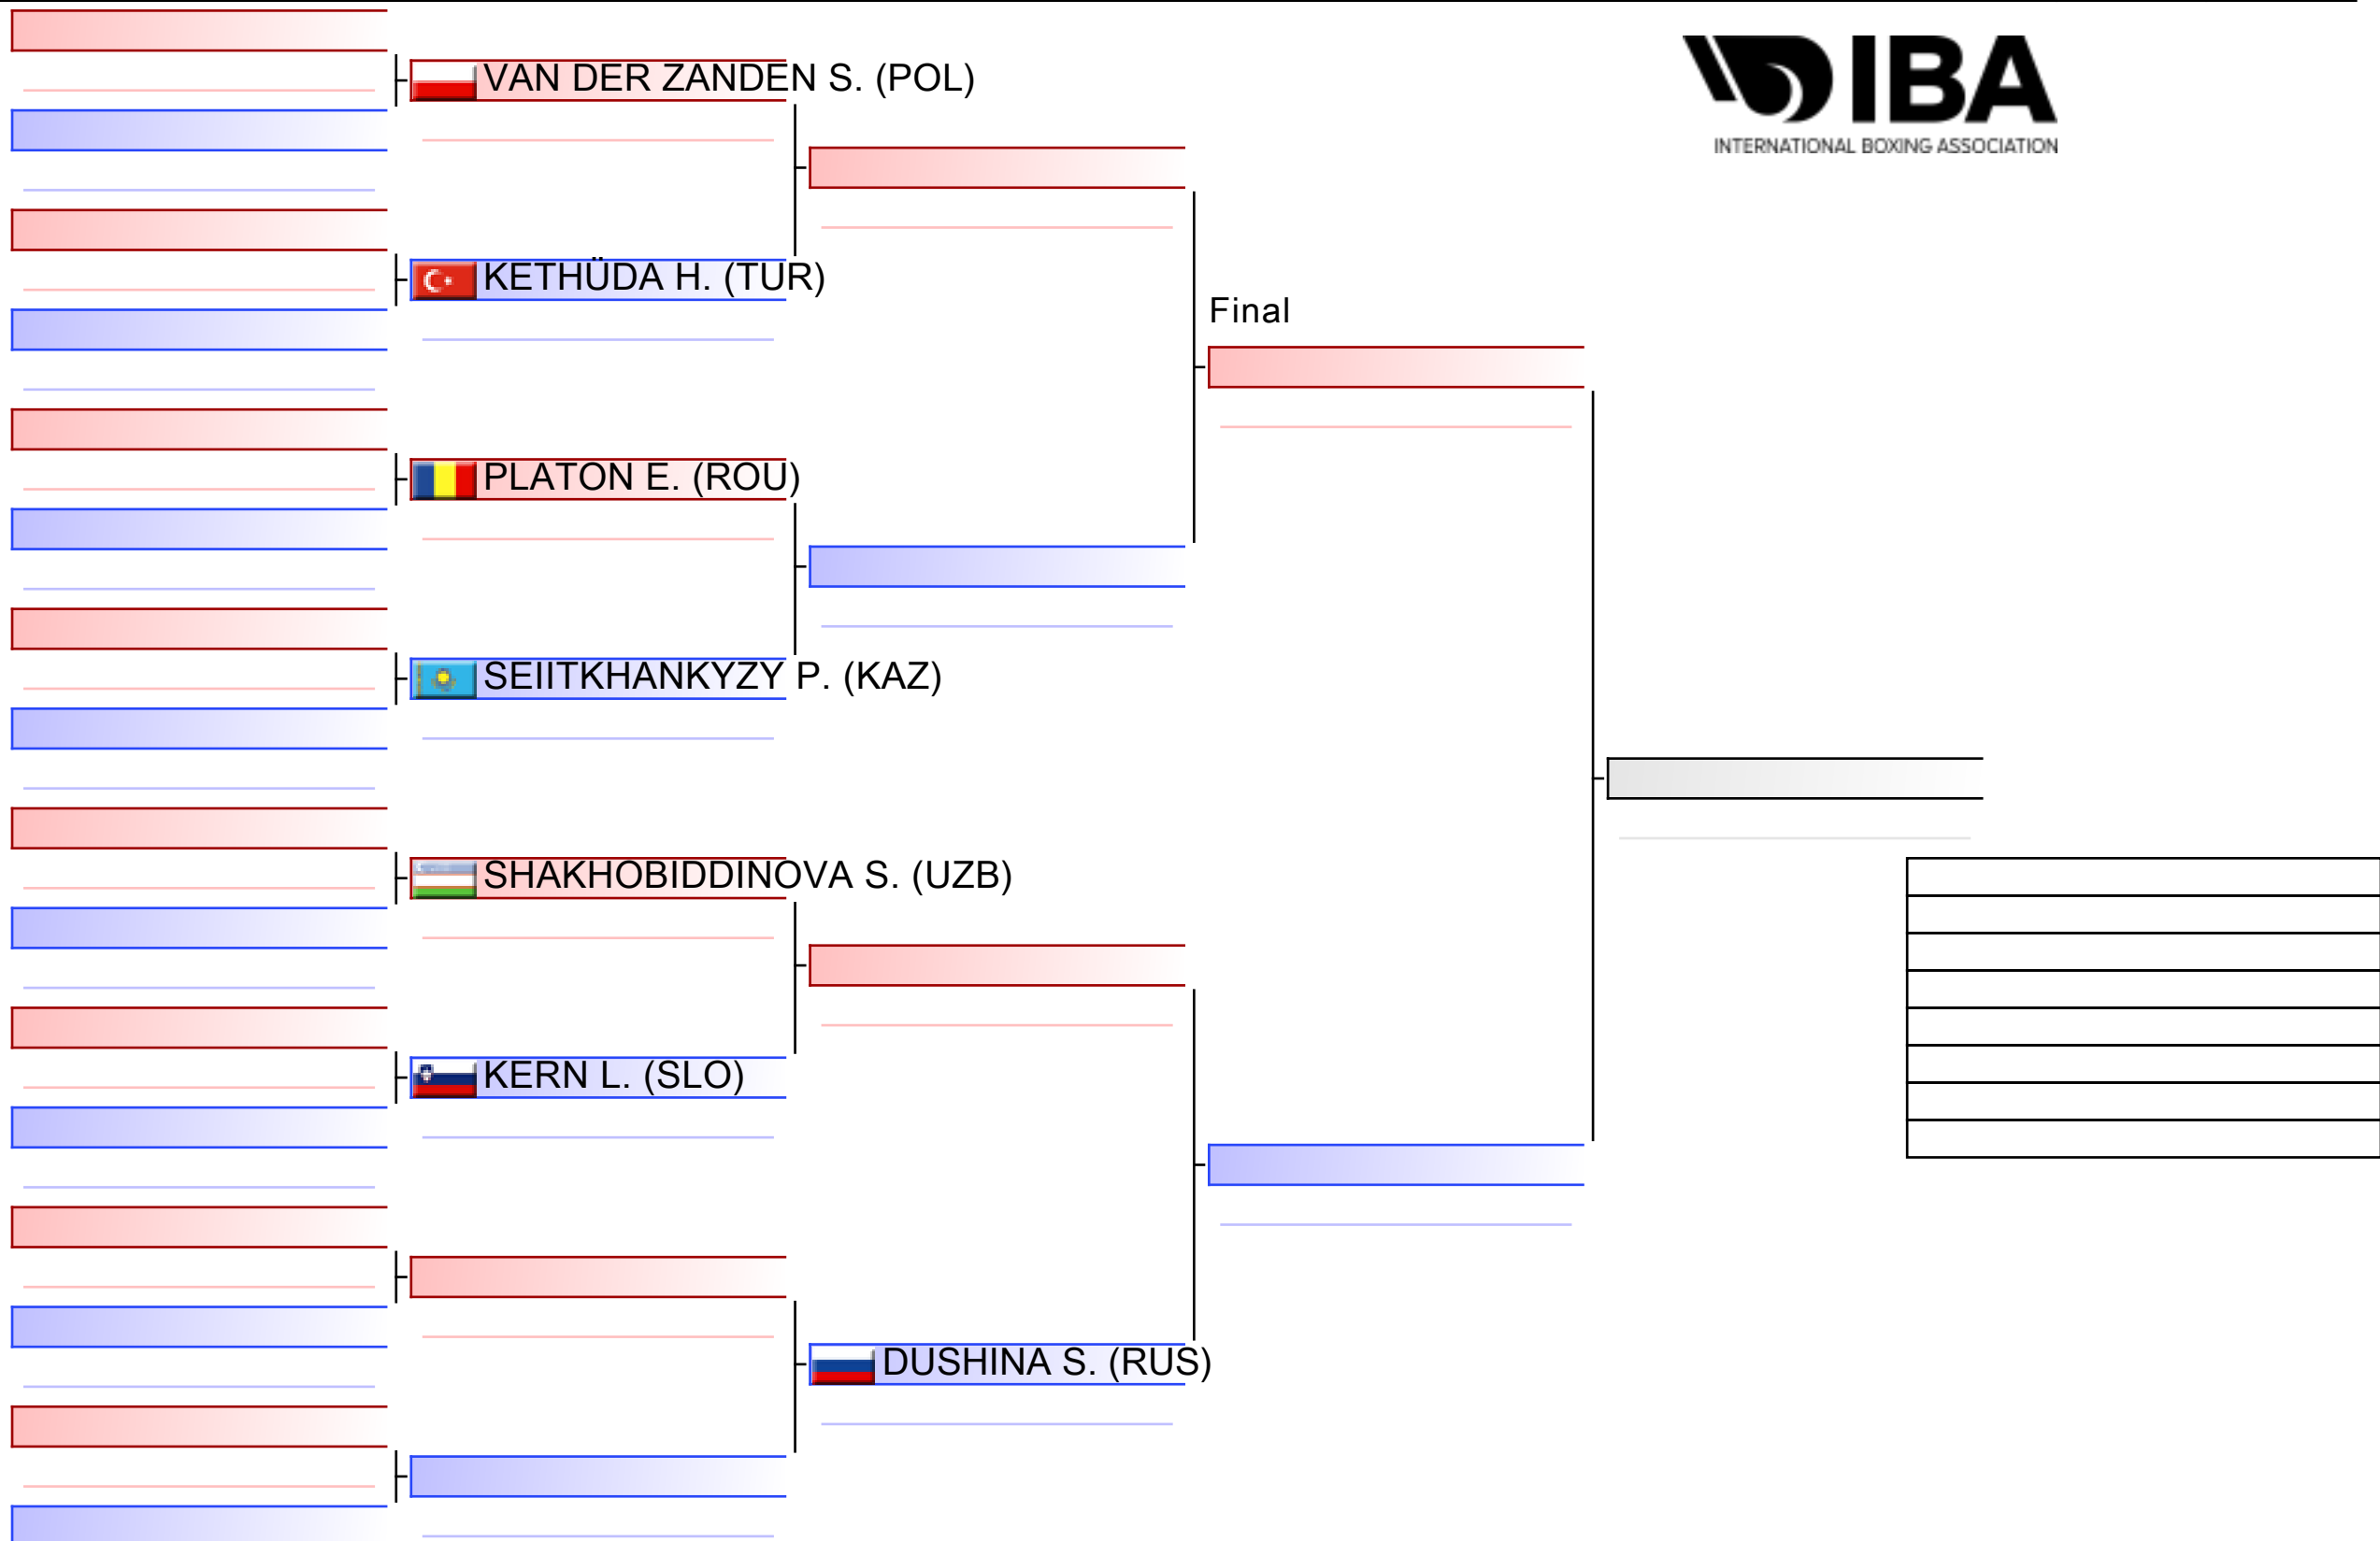 IBA
INTERNATIONAL BOXING ASSOCIATION
VAN DER ZANDEN S. (POL)
KETHÜDA H. (TUR)
Final
PLATON E. (ROU)
SEIITKHANKYZY P. (KAZ)
SHAKHOBIDDINOVA S. (UZB)
KERN L. (SLO)
DUSHINA S. (RUS)